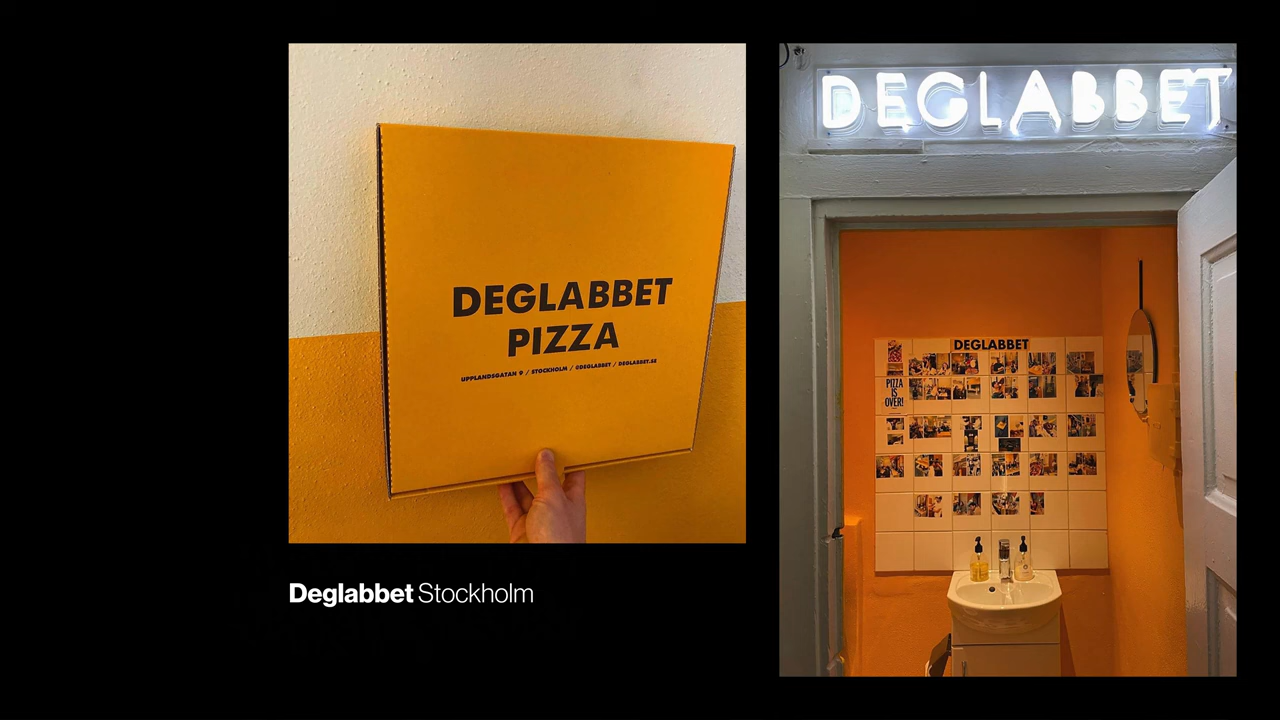 DEGLABBET
PIZZA
UPPLANDSGATAN 9 / STOCKHOLM / @DEGLABBET / DEGLABBET.SE
Deglabbet Stockholm
DEGLABBET
DEGLABBET
PIZZA
IS
OVER!